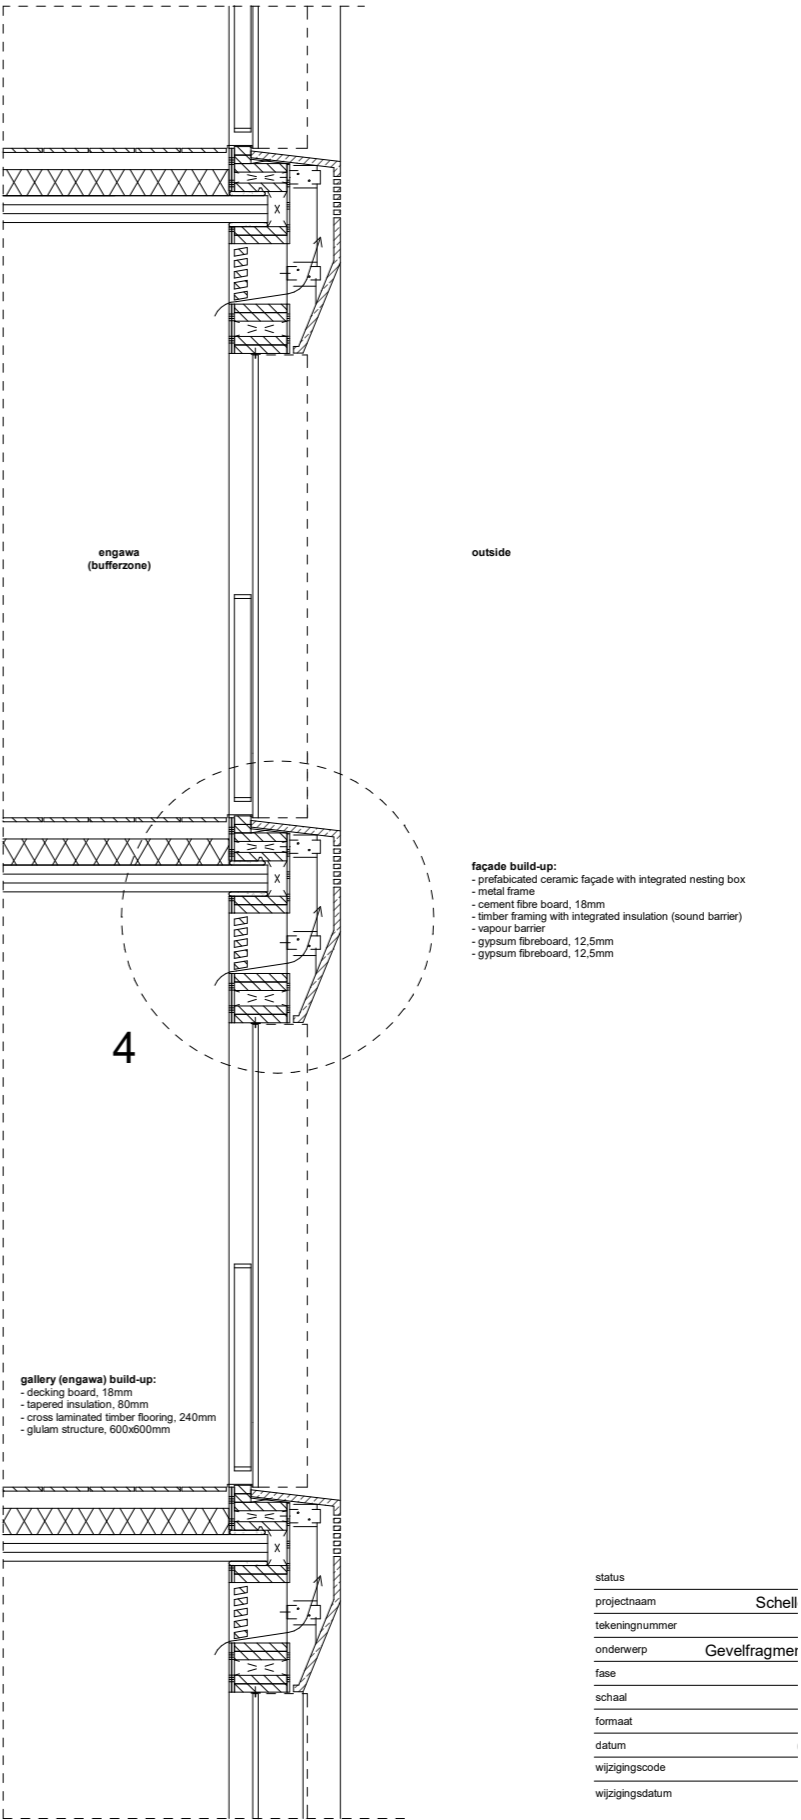 engawa
(bufferzone)
outside
façade build-up:
- prefabicated ceramic façade with integrated nesting box
- metal frame
- cement fibre board, 18mm
- timber framing with integrated insulation (sound barrier)
- vapour barrier
- gypsum fibreboard, 12,5mm
- gypsum fibreboard, 12,5mm
4
gallery (engawa) build-up:
- decking board, 18mm
- tapered insulation, 80mm
- cross laminated timber flooring, 240mm
- glulam structure, 600x600mm
status
projectnaam
tekeningnummer
onderwerp
fase
schaal
formaat
datum
wijzigingscode
wijzigingsdatum